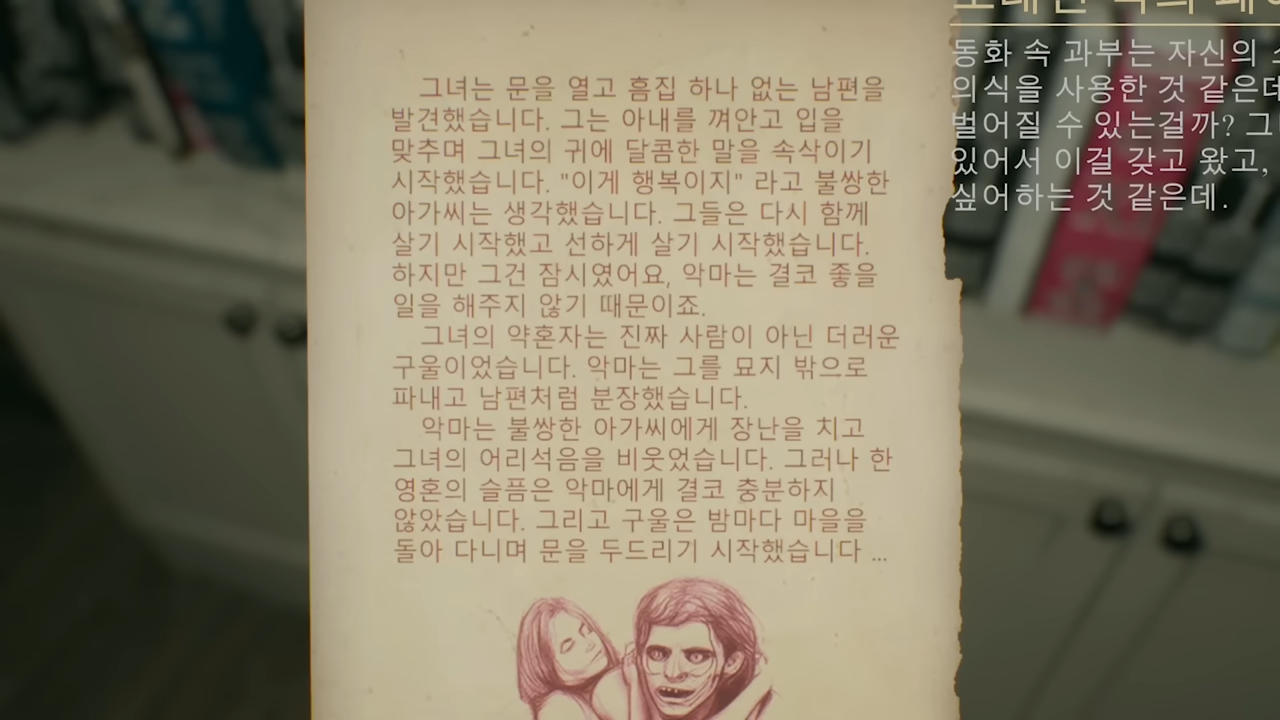 그녀는 문을 열고 흠집 하나 없는 남편을
발견했습니다. 그는 아내를 껴안고 입을
맞추며 그녀의 귀에 달콤한 말을 속삭이기
시작했습니다. "이게 행복이지" 라고 불쌍한
아가씨는 생각했습니다. 그들은 다시 함께
살기 시작했고 선하게 살기 시작했습니다.
하지만 그건 잠시였어요, 악마는 결코 좋을
일을 해주지 않기 때문이죠.
그녀의 약혼자는 진짜 사람이 아닌 더러운
구울이었습니다. 악마는 그를 묘지 밖으로
파내고 남편처럼 분장했습니다.
악마는 불쌍한 아가씨에게 장난을 치고
그녀의 어리석음을 비웃었습니다. 그러나 한
영혼의 슬픔은 악마에게 결코 충분하지
않았습니다. 그리고 구울은 밤마다 마을을
돌아 다니며 문을 두드리기 시작했습니다 ...
동화 속 과부는 자신의
의식을 사용한 것 같은데
벌어질 수 있는걸까? 그
있어서 이걸 갖고 왔고,
싶어하는 것 같은데.